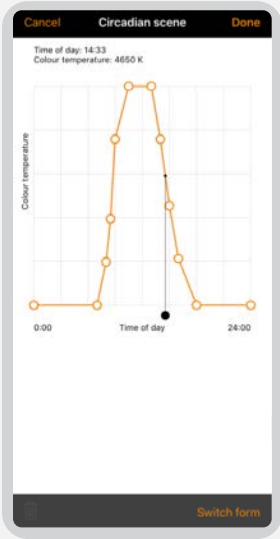 Cancel Circadian scene Done
Time of day: 14:33
Colour temperature: 4650 K
Colour temperature
0:00 Time of day 24:00
Switch form